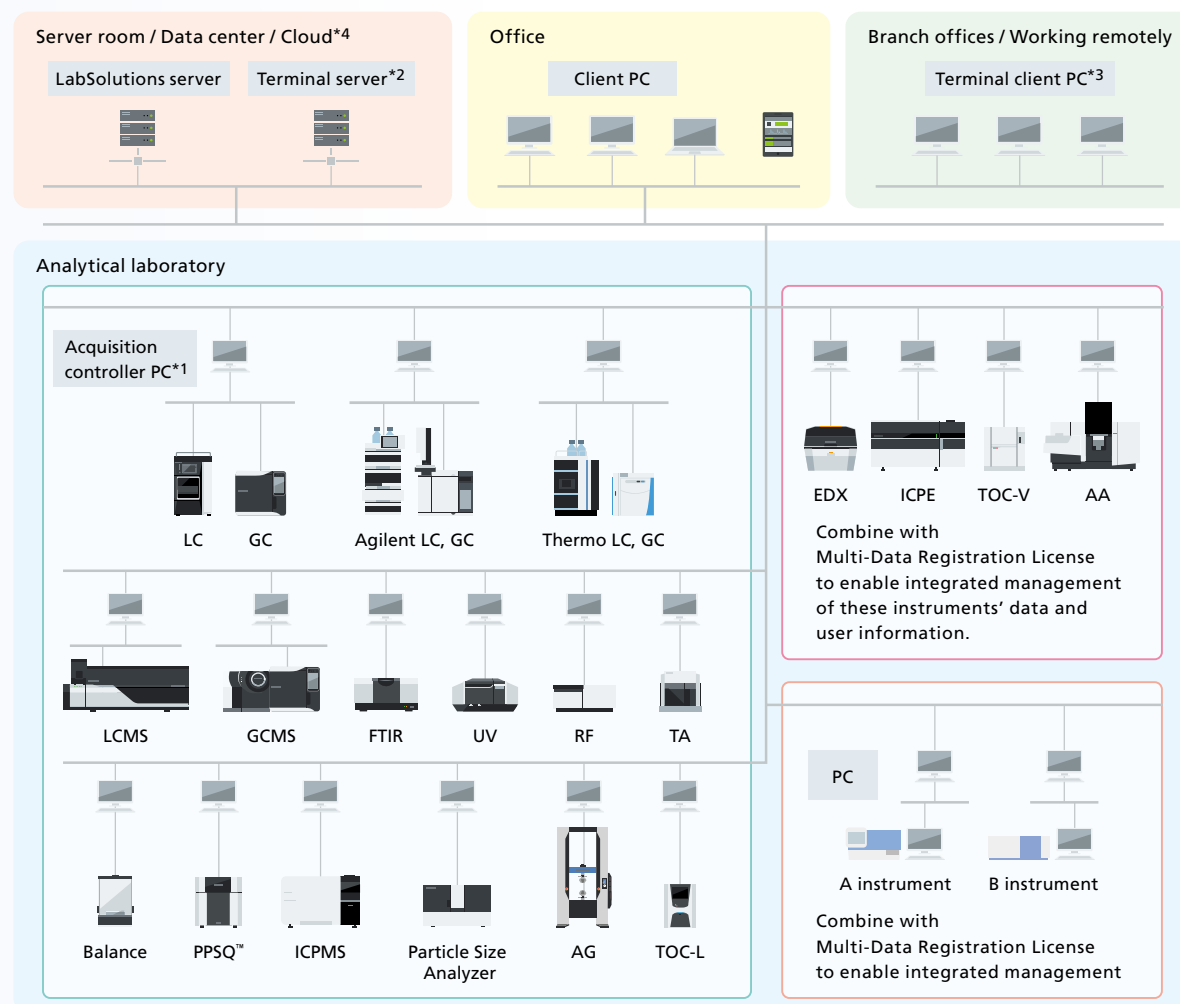 Server room / Data center / Cloud*4
LabSolutions server
Terminal server*2
Office
Client PC
Branch offices / Working remotely
Terminal client PC*3
Analytical laboratory
Acquisition
controller PC*1
LC
GC
Agilent LC, GC
Thermo LC, GC
LCMS
GCMS
FTIR
UV
RF
TA
Balance
PPSQ™
ICPMS
Particle Size
Analyzer
AG
TOC-L
EDX
ICPE
TOC-V
AA
Combine with
Multi-Data Registration License
to enable integrated management
of these instruments’ data and
user information.
PC
A instrument
B instrument
Combine with
Multi-Data Registration License
to enable integrated management